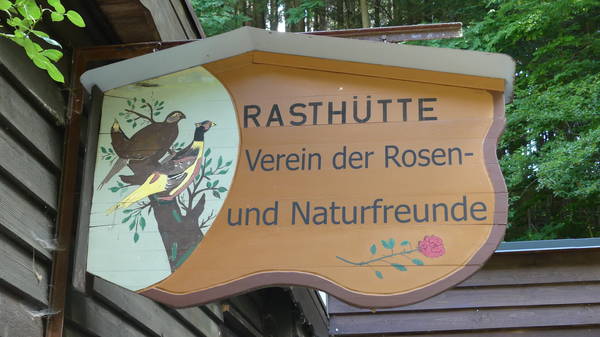 RASTHÜTTE
Verein der Rosen-
und Naturfreunde